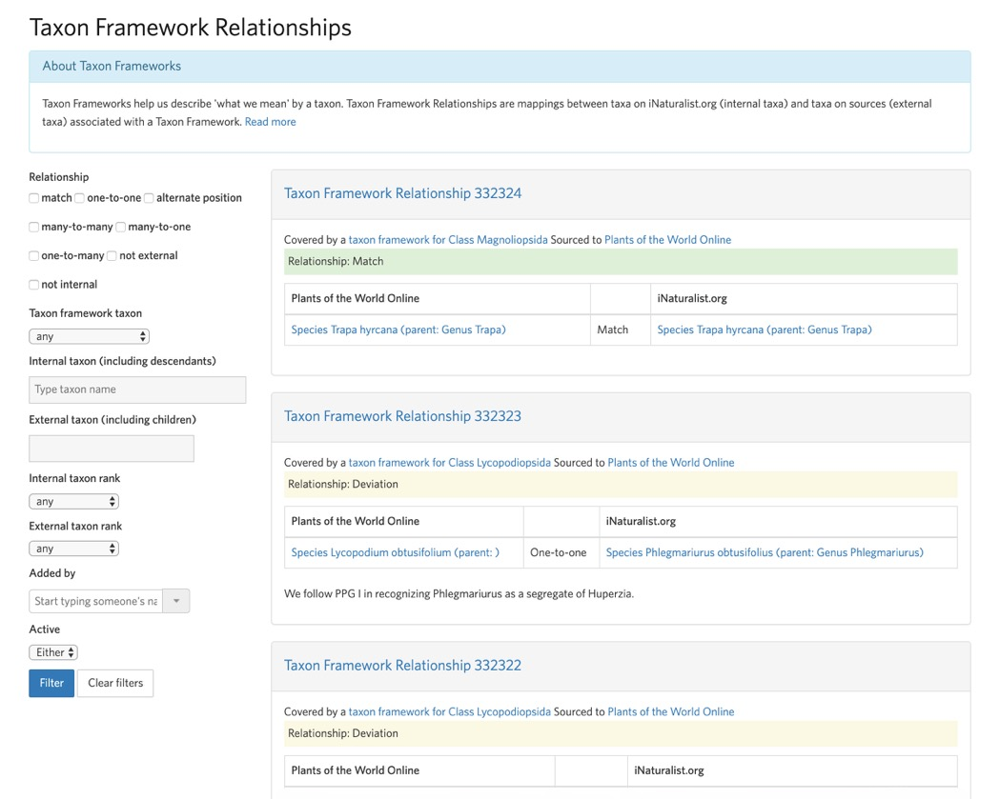 Taxon Framework Relationships
About Taxon Frameworks
Taxon Frameworks help us describe 'what we mean' by a taxon. Taxon Framework Relationships are mappings between taxa on iNaturalist.org (internal taxa) and taxa on sources (external
taxa) associated with a Taxon Framework. Read more
Relationship
match one-to-one alternate position
many-to-many many-to-one
one-to-many not external
not internal
Taxon framework taxon
any
Internal taxon (including descendants)
Type taxon name
External taxon (including children)
Internal taxon rank
any
External taxon rank
any
Added by
Start typing someone's na
Active
Either
Filter Clear filters
Taxon Framework Relationship 332324
Covered by a taxon framework for Class Magnoliopsida Sourced to Plants of the World Online
Relationship: Match
Plants of the World Online iNaturalist.org
Species Trapa hyrcana (parent: Genus Trapa) Match Species Trapa hyrcana (parent: Genus Trapa)
Taxon Framework Relationship 332323
Covered by a taxon framework for Class Lycopodiopsida Sourced to Plants of the World Online
Relationship: Deviation
Plants of the World Online iNaturalist.org
Species Lycopodium obtusifolium (parent: ) One-to-one Species Phlegmariurus obtusifolius (parent: Genus Phlegmariurus)
We follow PPG I in recognizing Phlegmariurus as a segregate of Huperzia.
Taxon Framework Relationship 332322
Covered by a taxon framework for Class Lycopodiopsida Sourced to Plants of the World Online
Relationship: Deviation
Plants of the World Online iNaturalist.org